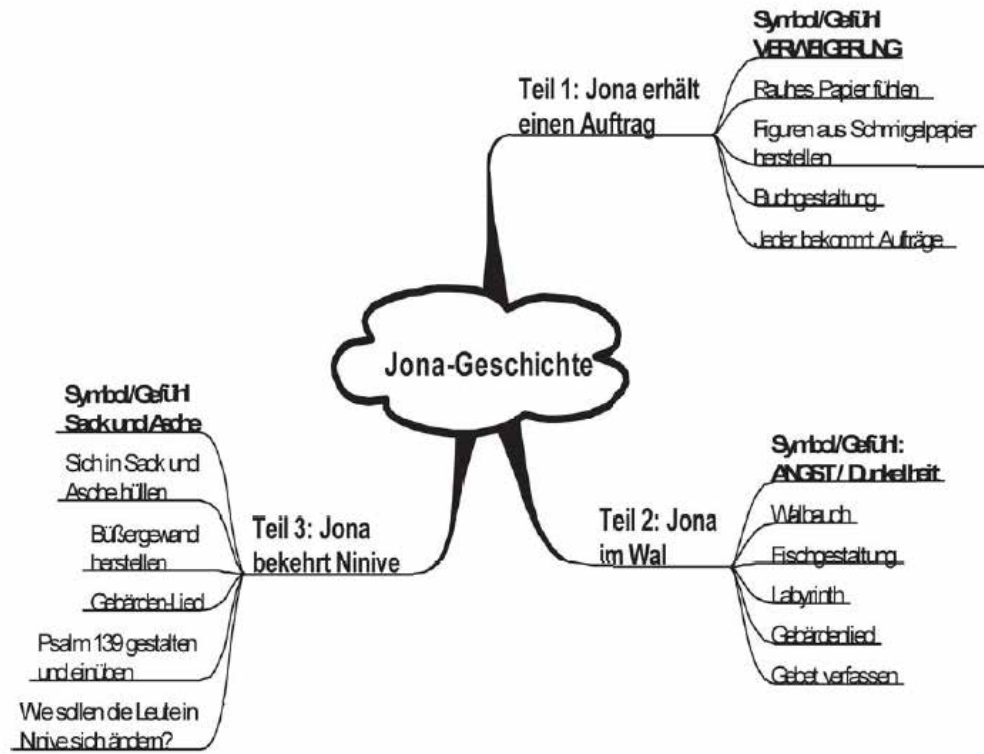 Symbol/Gefühl
VERWEIGERUNG
Rauhes Papier fühlen
Figuren aus Schmirgelpapier
herstellen
Buchgestaltung
Jeder bekommt Aufträge
Teil 1: Jona erhält
einen Auftrag
Jona-Geschichte
Symbol/Gefühl:
ANGST / Dunkelheit
Walbauch
Fischgestaltung
Labyrinth
Gebärdenlied
Gebet verfassen
Teil 2: Jona
im Wal
Teil 3: Jona
bekehrt Ninive
Symbol/Gefühl
Sack und Asche
Sich in Sack und
Asche hüllen
Büßergewand
herstellen
Gebärden-Lied
Psalm 139 gestalten
und einüben
Wie sollen die Leute in
Ninive sich ändern?